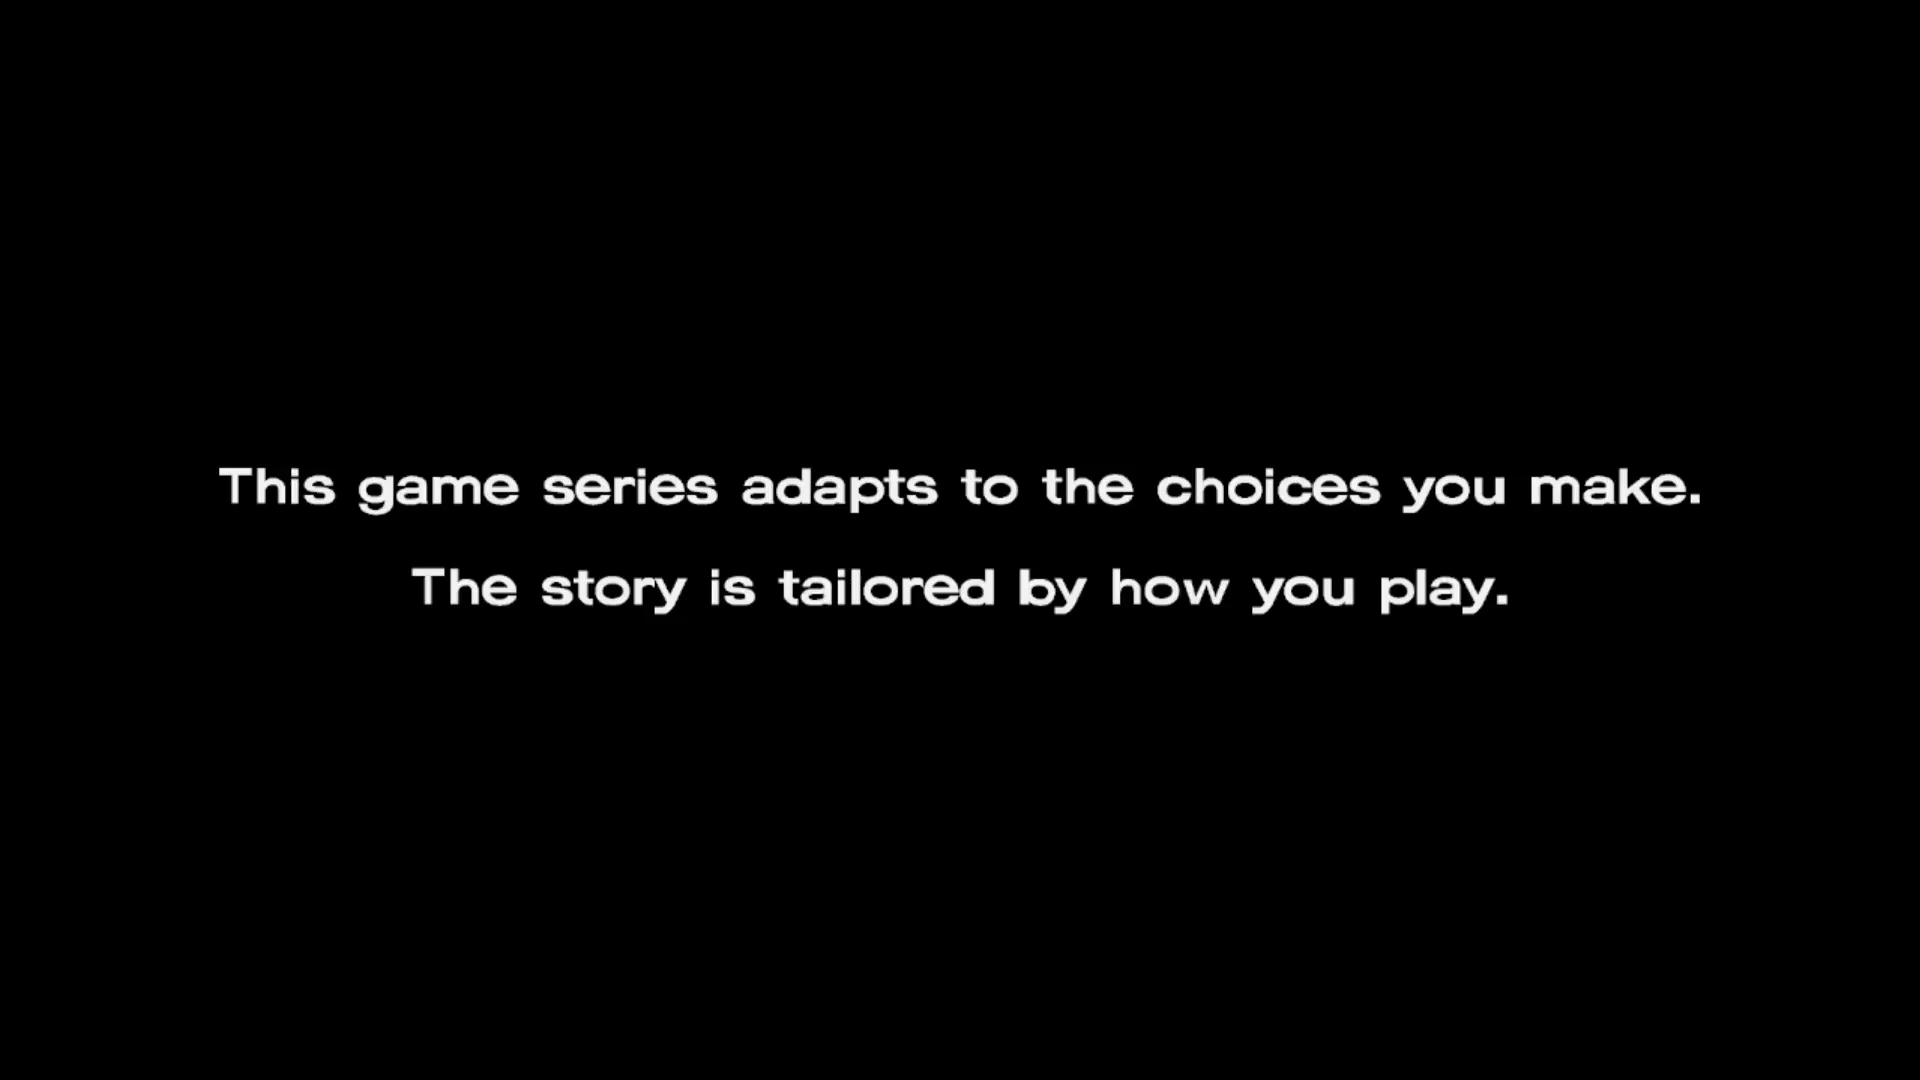 This game series adapts to the choices you make.
The story is tailored by how you play.